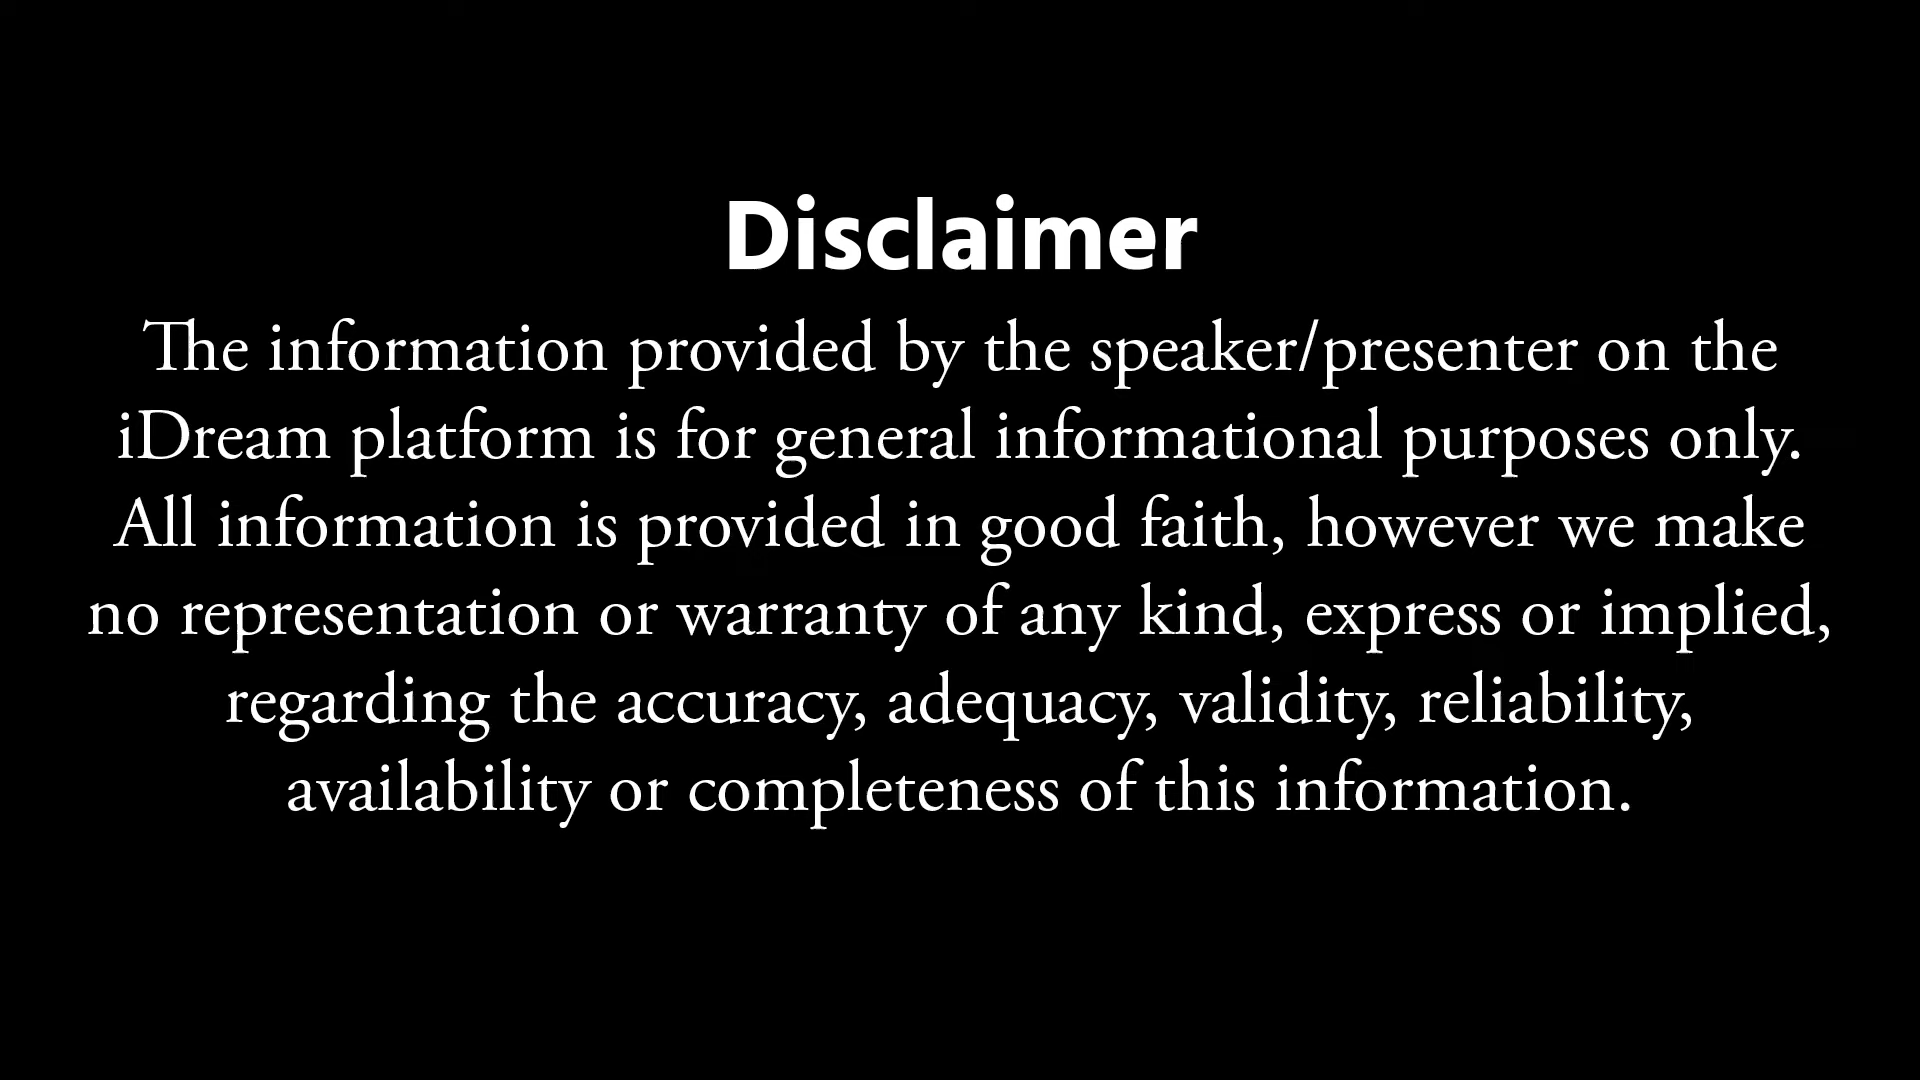 Disclaimer
The information provided by the speaker/presenter on the
iDream platform is for general informational purposes only.
All information is provided in good faith, however we make
no representation or warranty of any kind, express or implied,
regarding the accuracy, adequacy, validity, reliability,
availability or completeness of this information.